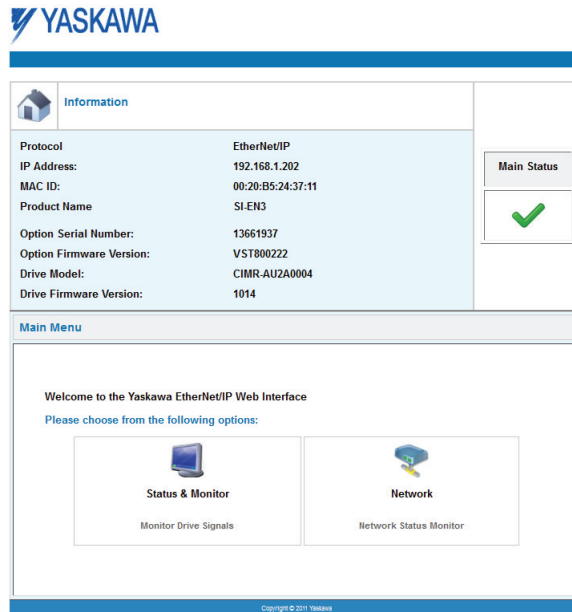 YASKAWA
Information
Protocol EtherNet/IP
IP Address: 192.168.1.202
MAC ID: 00:20:B5:24:37:11
Product Name SI-EN3
Option Serial Number: 13661937
Option Firmware Version: VST800222
Drive Model: CIMR-AU2A0004
Drive Firmware Version: 1014
Main Status
Main Menu
Welcome to the Yaskawa EtherNet/IP Web Interface
Please choose from the following options:
Status & Monitor
Monitor Drive Signals
Network
Network Status Monitor
Copyright © 2011 Yaskawa